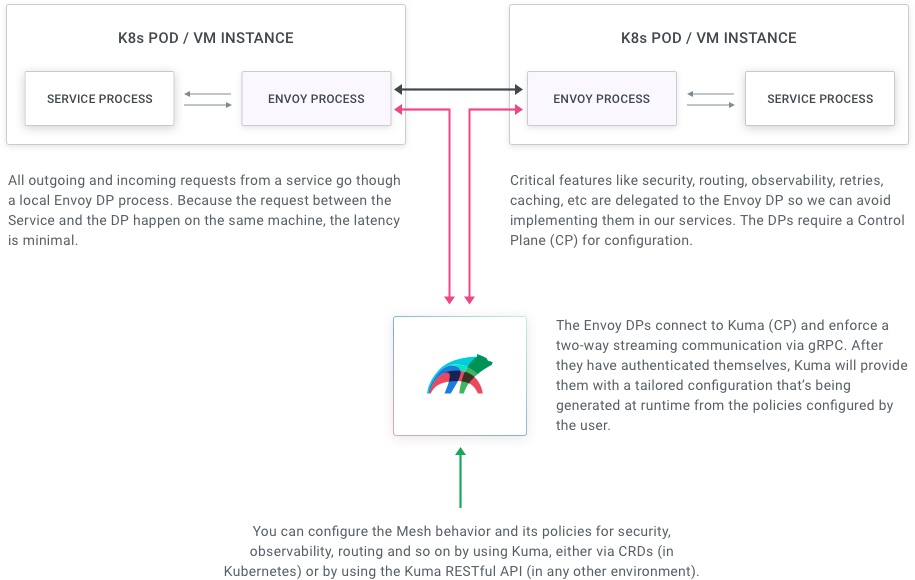 K8s POD / VM INSTANCE
SERVICE PROCESS
ENVOY PROCESS
K8s POD / VM INSTANCE
ENVOY PROCESS
SERVICE PROCESS
All outgoing and incoming requests from a service go though
a local Envoy DP process. Because the request between the
Service and the DP happen on the same machine, the latency
is minimal.
Critical features like security, routing, observability, retries,
caching, etc are delegated to the Envoy DP so we can avoid
implementing them in our services. The DPs require a Control
Plane (CP) for configuration.
The Envoy DPs connect to Kuma (CP) and enforce a
two-way streaming communication via gRPC. After
they have authenticated themselves, Kuma will provide
them with a tailored configuration that's being
generated at runtime from the policies configured by
the user.
You can configure the Mesh behavior and its policies for security,
observability, routing and so on by using Kuma, either via CRDs (in
Kubernetes) or by using the Kuma RESTful API (in any other environment).